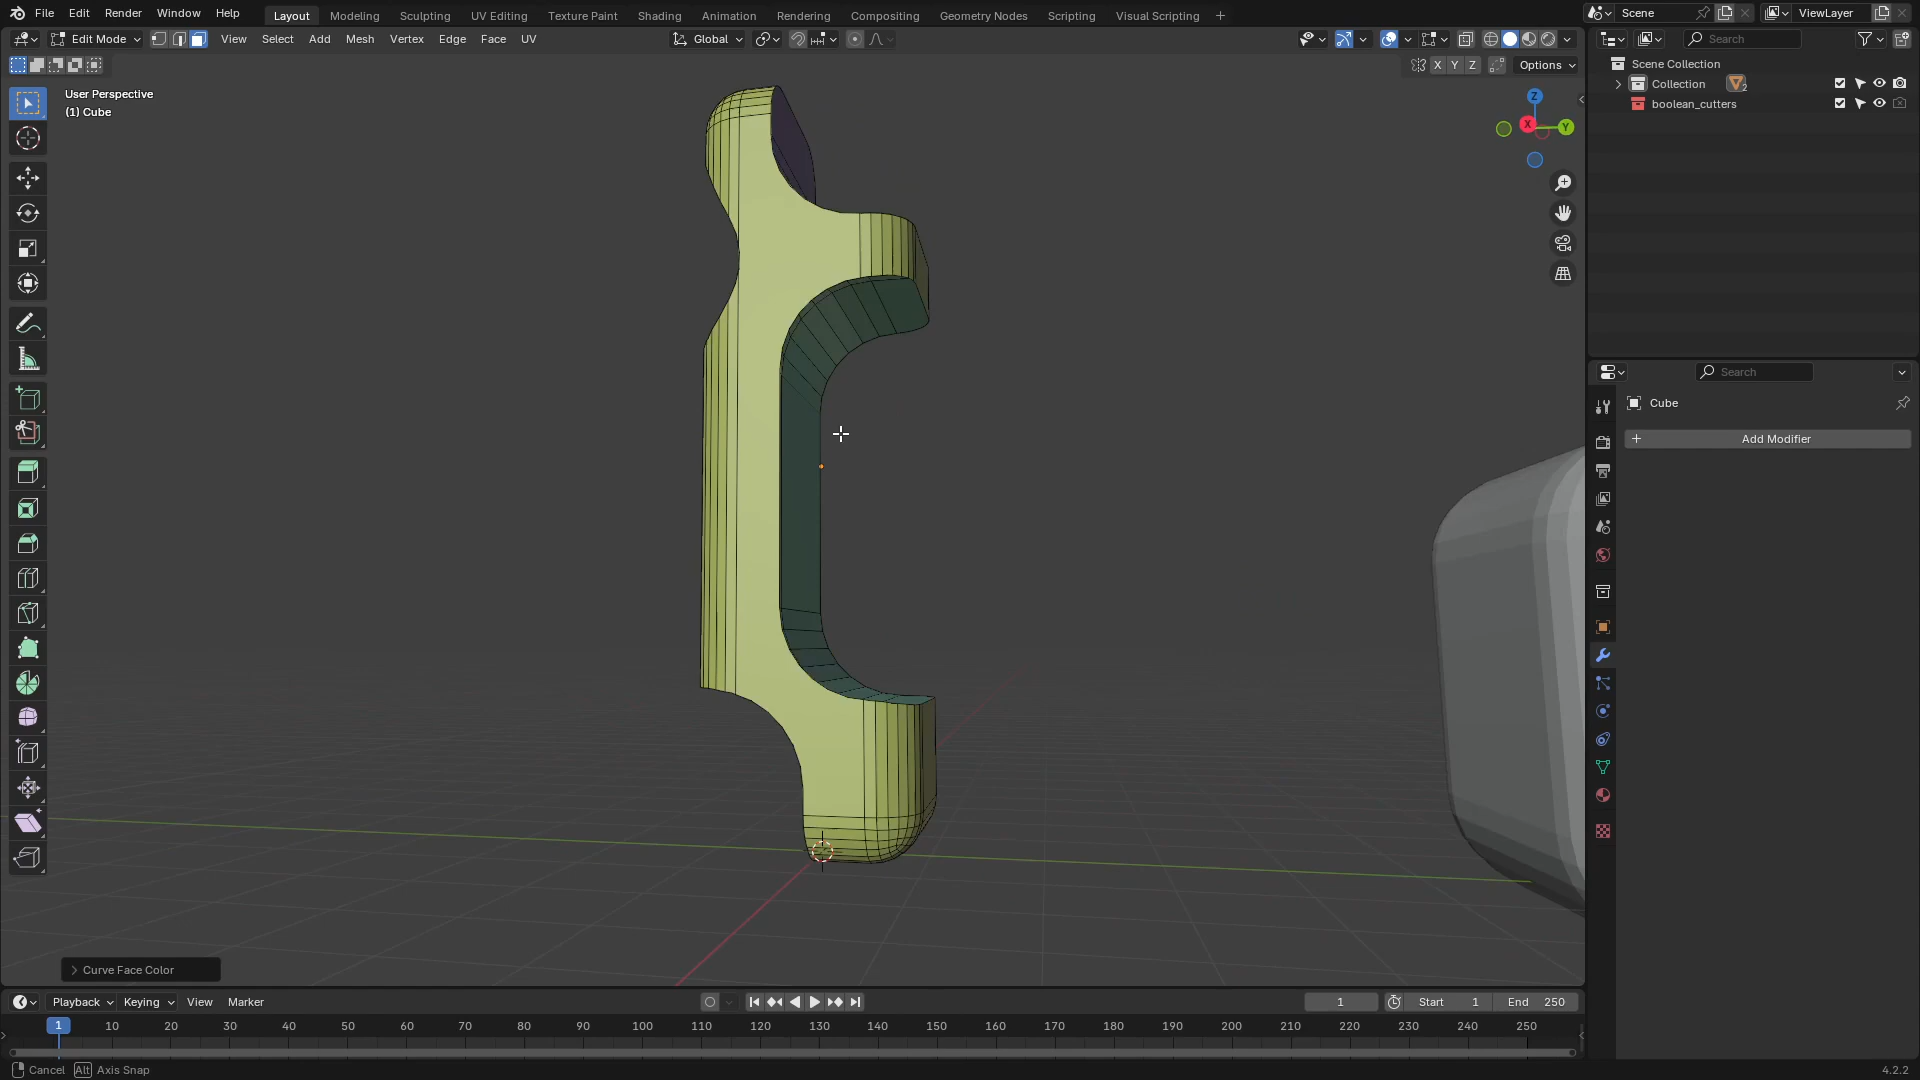 File Edit Render Window Help Layout Modeling Sculpting UV Editing Texture Paint Shading Animation Rendering Compositing Geometry Nodes Scripting Visual Scripting + Scene ViewLayer
Edit Mode View Select Add Mesh Vertex Edge Face UV Global Search
X Y Z Options
User Perspective
(1) Cube
Z
X Y
Scene Collection
Collection 2
boolean_cutters
Search
Cube
+ Add Modifier
Curve Face Color
Playback Keying View Marker 1 Start 1 End 250
1 10 20 30 40 50 60 70 80 90 100 110 120 130 140 150 160 170 180 190 200 210 220 230 240 250
Cancel Alt Axis Snap 4.2.2